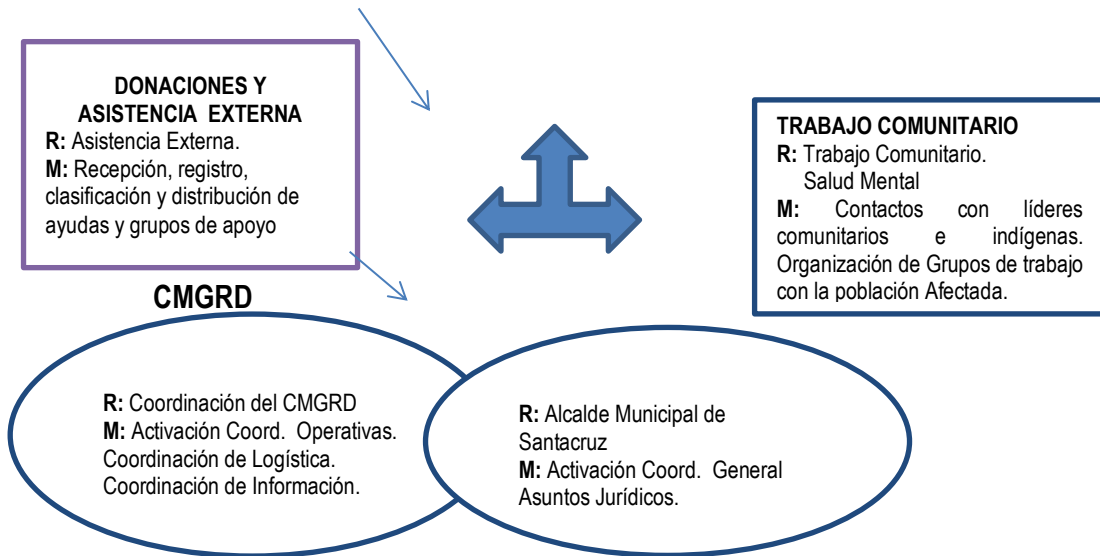 DONACIONES Y
ASISTENCIA EXTERNA
R: Asistencia Externa.
M: Recepción, registro,
clasificación y distribución de
ayudas y grupos de apoyo
TRABAJO COMUNITARIO
R: Trabajo Comunitario.
Salud Mental
M: Contactos con líderes
comunitarios e indígenas.
Organización de Grupos de trabajo
con la población Afectada.
CMGRD
R: Coordinación del CMGRD
M: Activación Coord. Operativas.
Coordinación de Logística.
Coordinación de Información.
R: Alcalde Municipal de
Santacruz
M: Activación Coord. General
Asuntos Jurídicos.